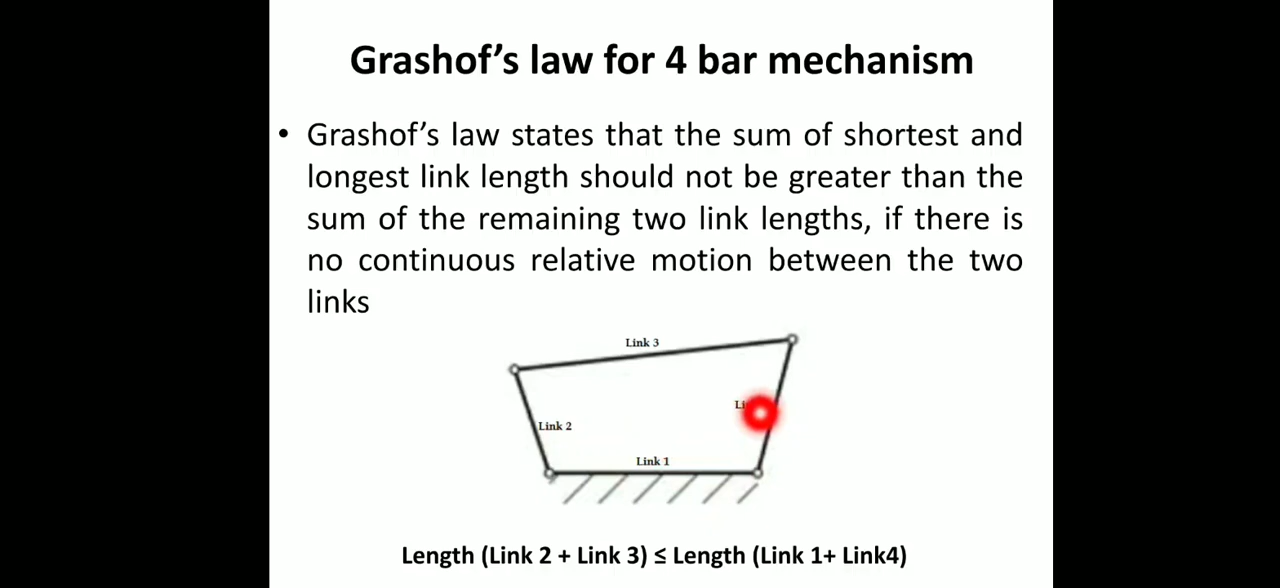 Grashof’s law for 4 bar mechanism
• Grashof’s law states that the sum of shortest and
longest link length should not be greater than the
sum of the remaining two link lengths, if there is
no continuous relative motion between the two
links
Link 3
Link 2
Link 1
Length (Link 2 + Link 3) ≤ Length (Link 1+ Link4)